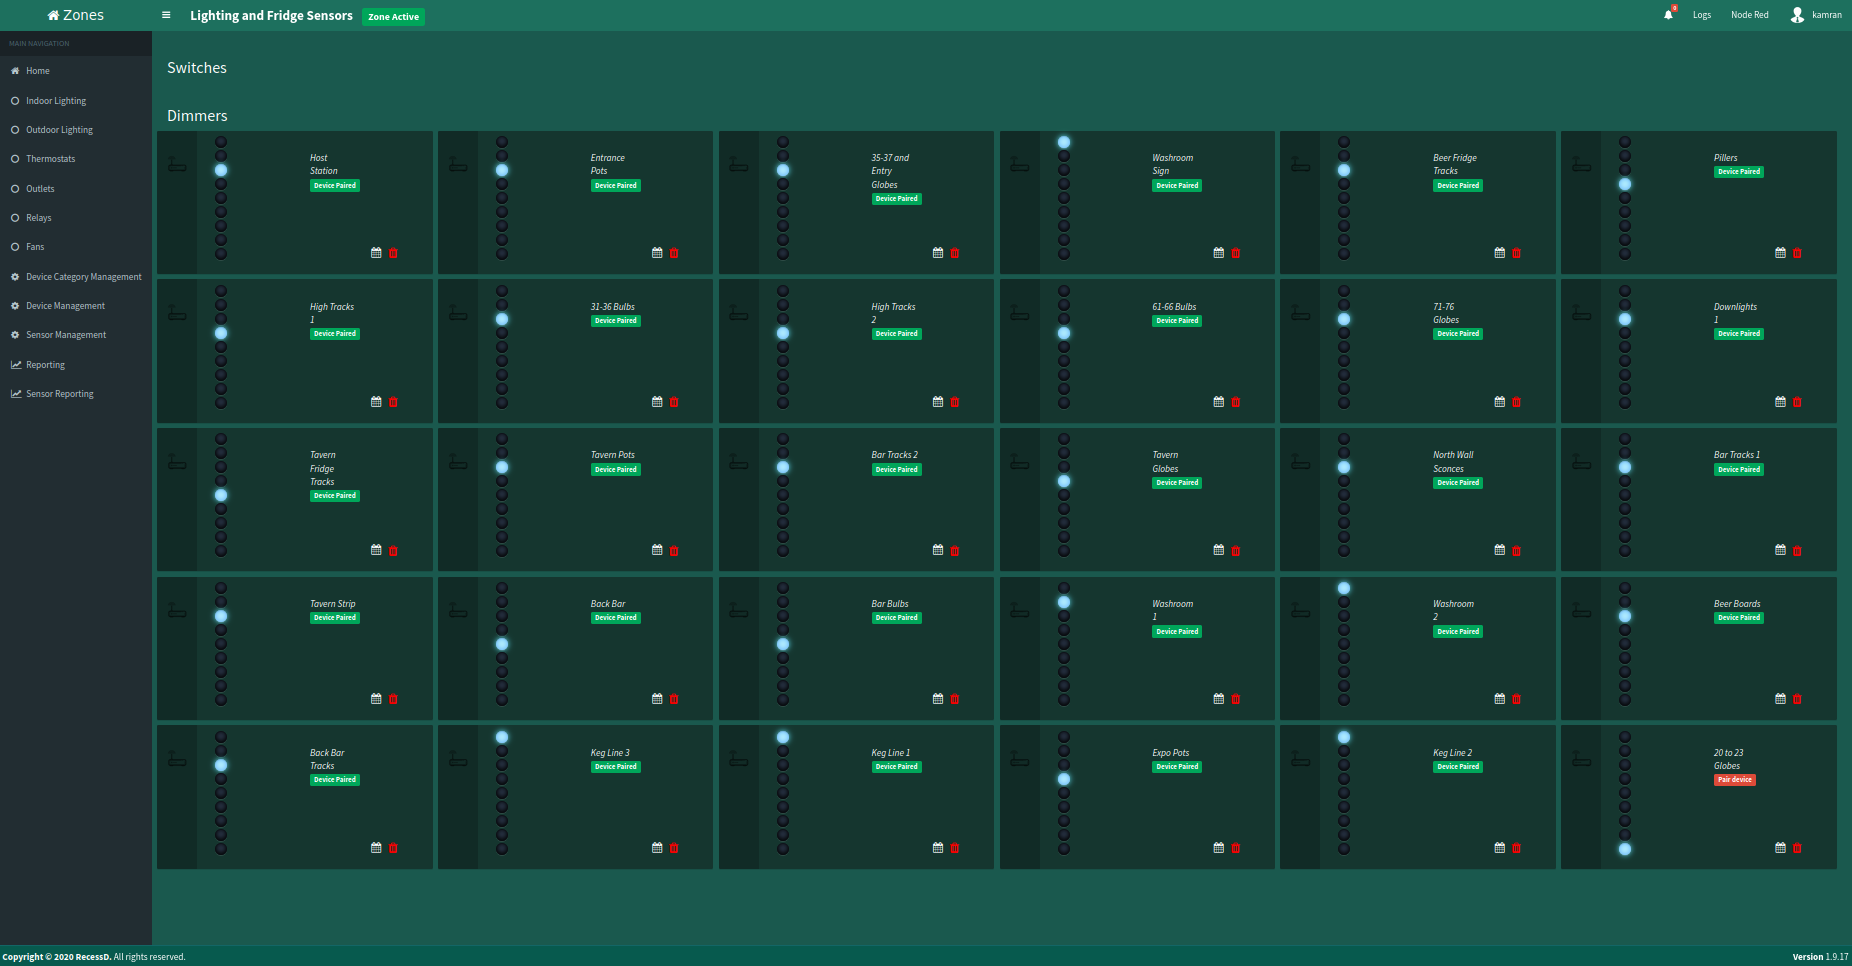 Zones
Lighting and Fridge Sensors
Zone Active
Logs
Node Red
kamran
MAIN NAVIGATION
Home
Indoor Lighting
Outdoor Lighting
Thermostats
Outlets
Relays
Fans
Device Category Management
Device Management
Sensor Management
Reporting
Sensor Reporting
Switches
Dimmers
Host
Station
Device Paired
Entrance
Pots
Device Paired
35-37 and
Entry
Globes
Device Paired
Washroom
Sign
Device Paired
Beer Fridge
Tracks
Device Paired
Pillers
Device Paired
High Tracks
1
Device Paired
31-36 Bulbs
Device Paired
High Tracks
2
Device Paired
61-66 Bulbs
Device Paired
71-76
Globes
Device Paired
Downlights
1
Device Paired
Tavern
Fridge
Tracks
Device Paired
Tavern Pots
Device Paired
Bar Tracks 2
Device Paired
Tavern
Globes
Device Paired
North Wall
Sconces
Device Paired
Bar Tracks 1
Device Paired
Tavern Strip
Device Paired
Back Bar
Device Paired
Bar Bulbs
Device Paired
Washroom
1
Device Paired
Washroom
2
Device Paired
Beer Boards
Device Paired
Back Bar
Tracks
Device Paired
Keg Line 3
Device Paired
Keg Line 1
Device Paired
Expo Pots
Device Paired
Keg Line 2
Device Paired
20 to 23
Globes
Pair device
Copyright © 2020 RecessD. All rights reserved.
Version 1.9.17